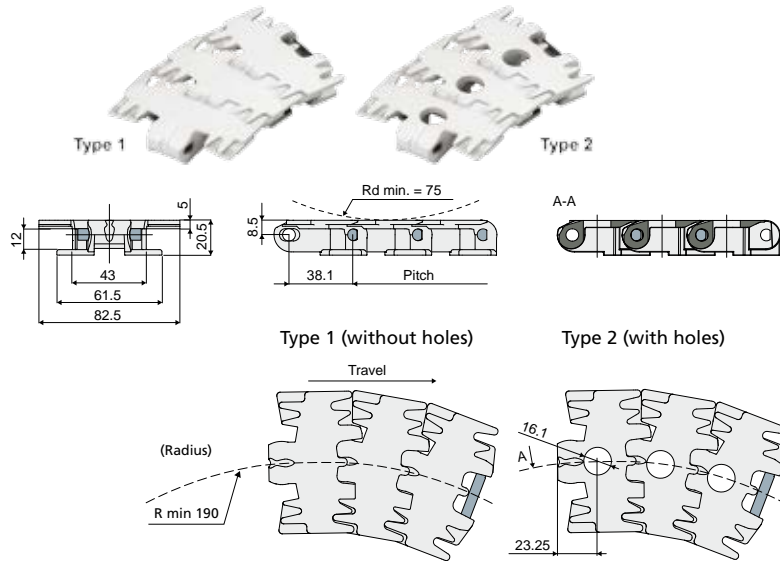 Type 1
Type 2
Rd min. = 75
A-A
5
12
20.5
8.5
43
38.1
Pitch
61.5
82.5
Type 1 (without holes)
Type 2 (with holes)
Travel
16.1
(Radius)
A
R min 190
23.25